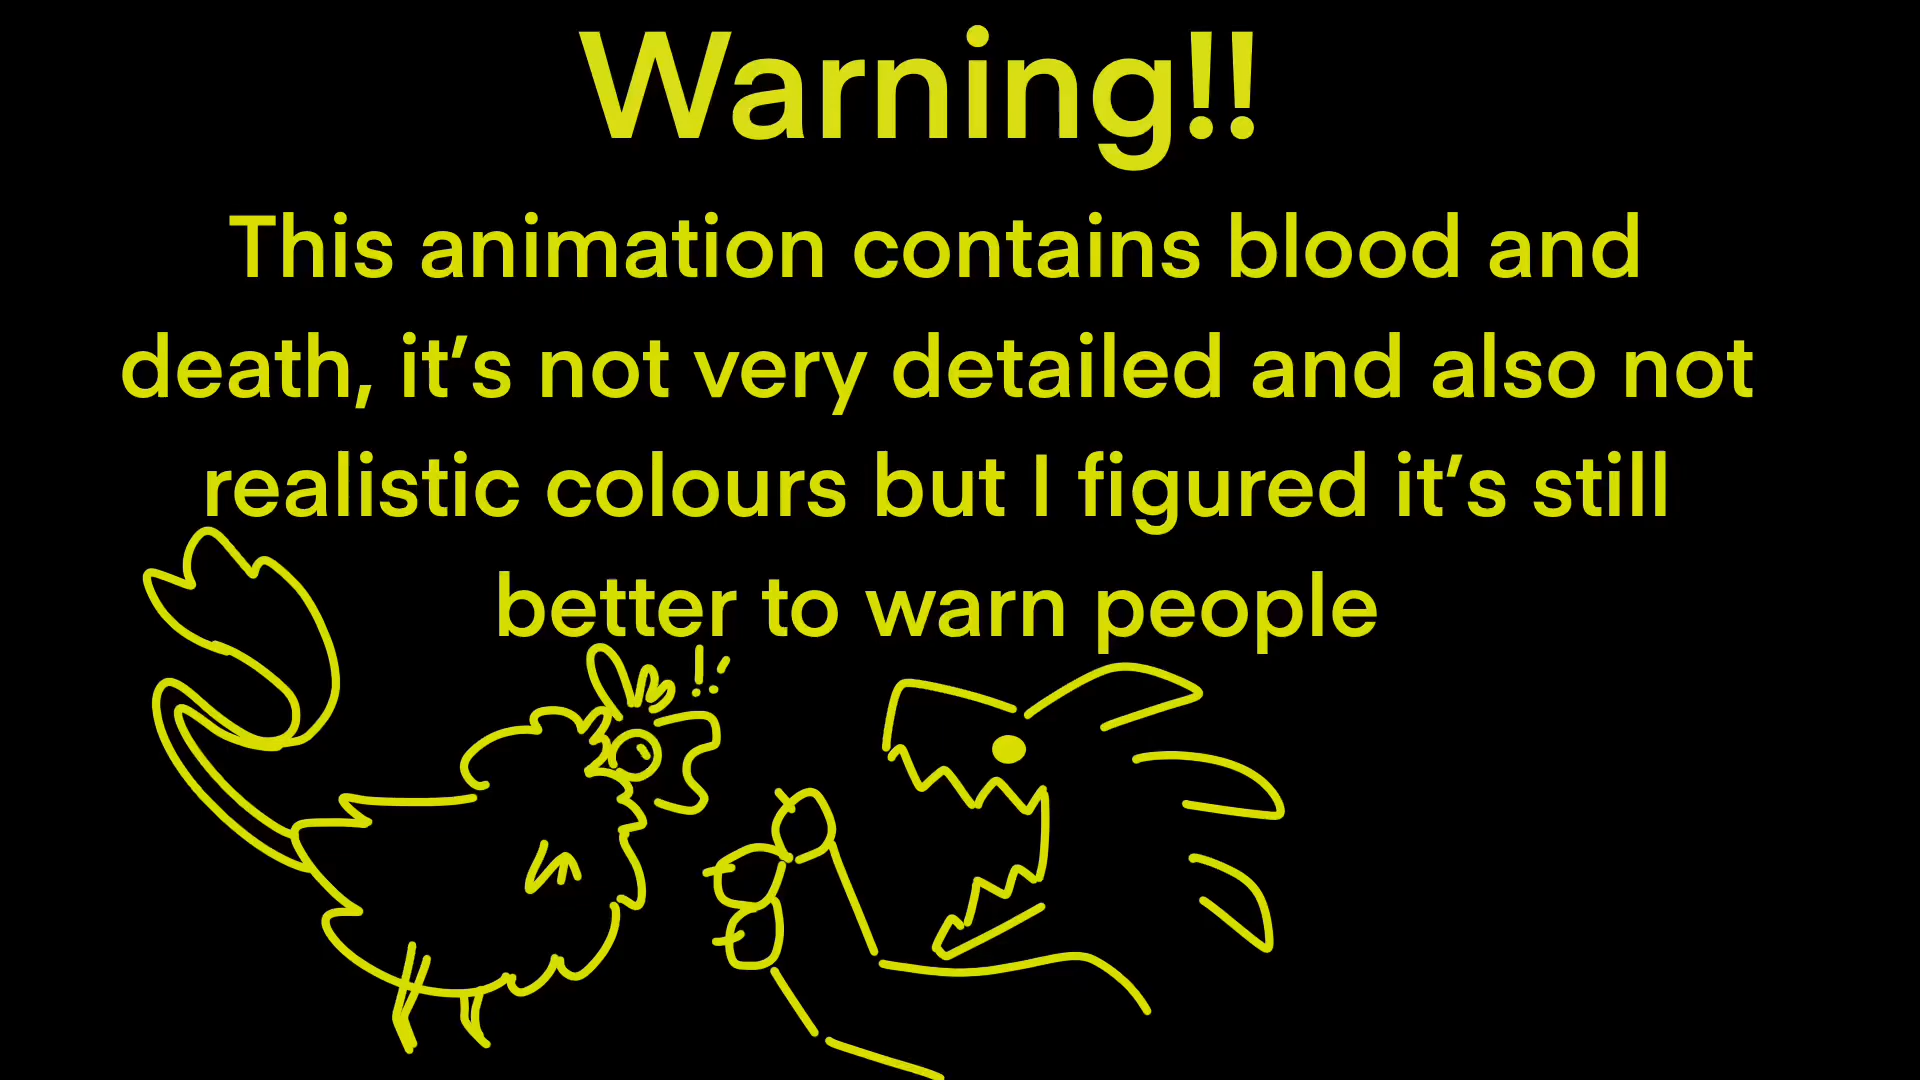 Warning!!
This animation contains blood and
death, it’s not very detailed and also not
realistic colours but I figured it’s still
better to warn people
!!